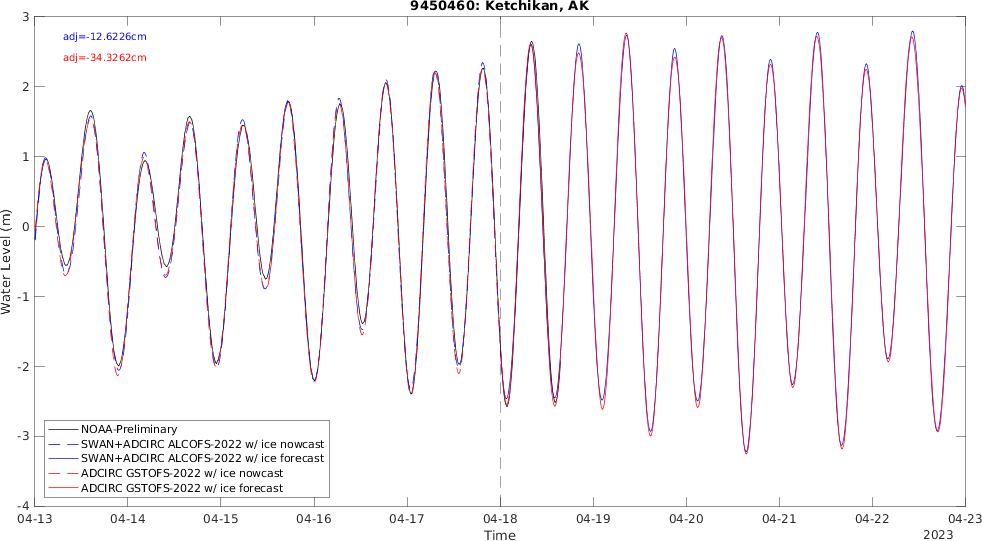 9450460: Ketchikan, AK
adj=-12.6226cm
adj=-34.3262cm
Water Level (m)
3
2
1
0
-1
-2
-3
-4
NOAA-Preliminary
SWAN+ADCIRC ALCOFS-2022 w/ ice nowcast
SWAN+ADCIRC ALCOFS-2022 w/ ice forecast
ADCIRC GSTOFS-2022 w/ ice nowcast
ADCIRC GSTOFS-2022 w/ ice forecast
04-13 04-14 04-15 04-16 04-17 04-18 04-19 04-20 04-21 04-22 04-23
Time
2023